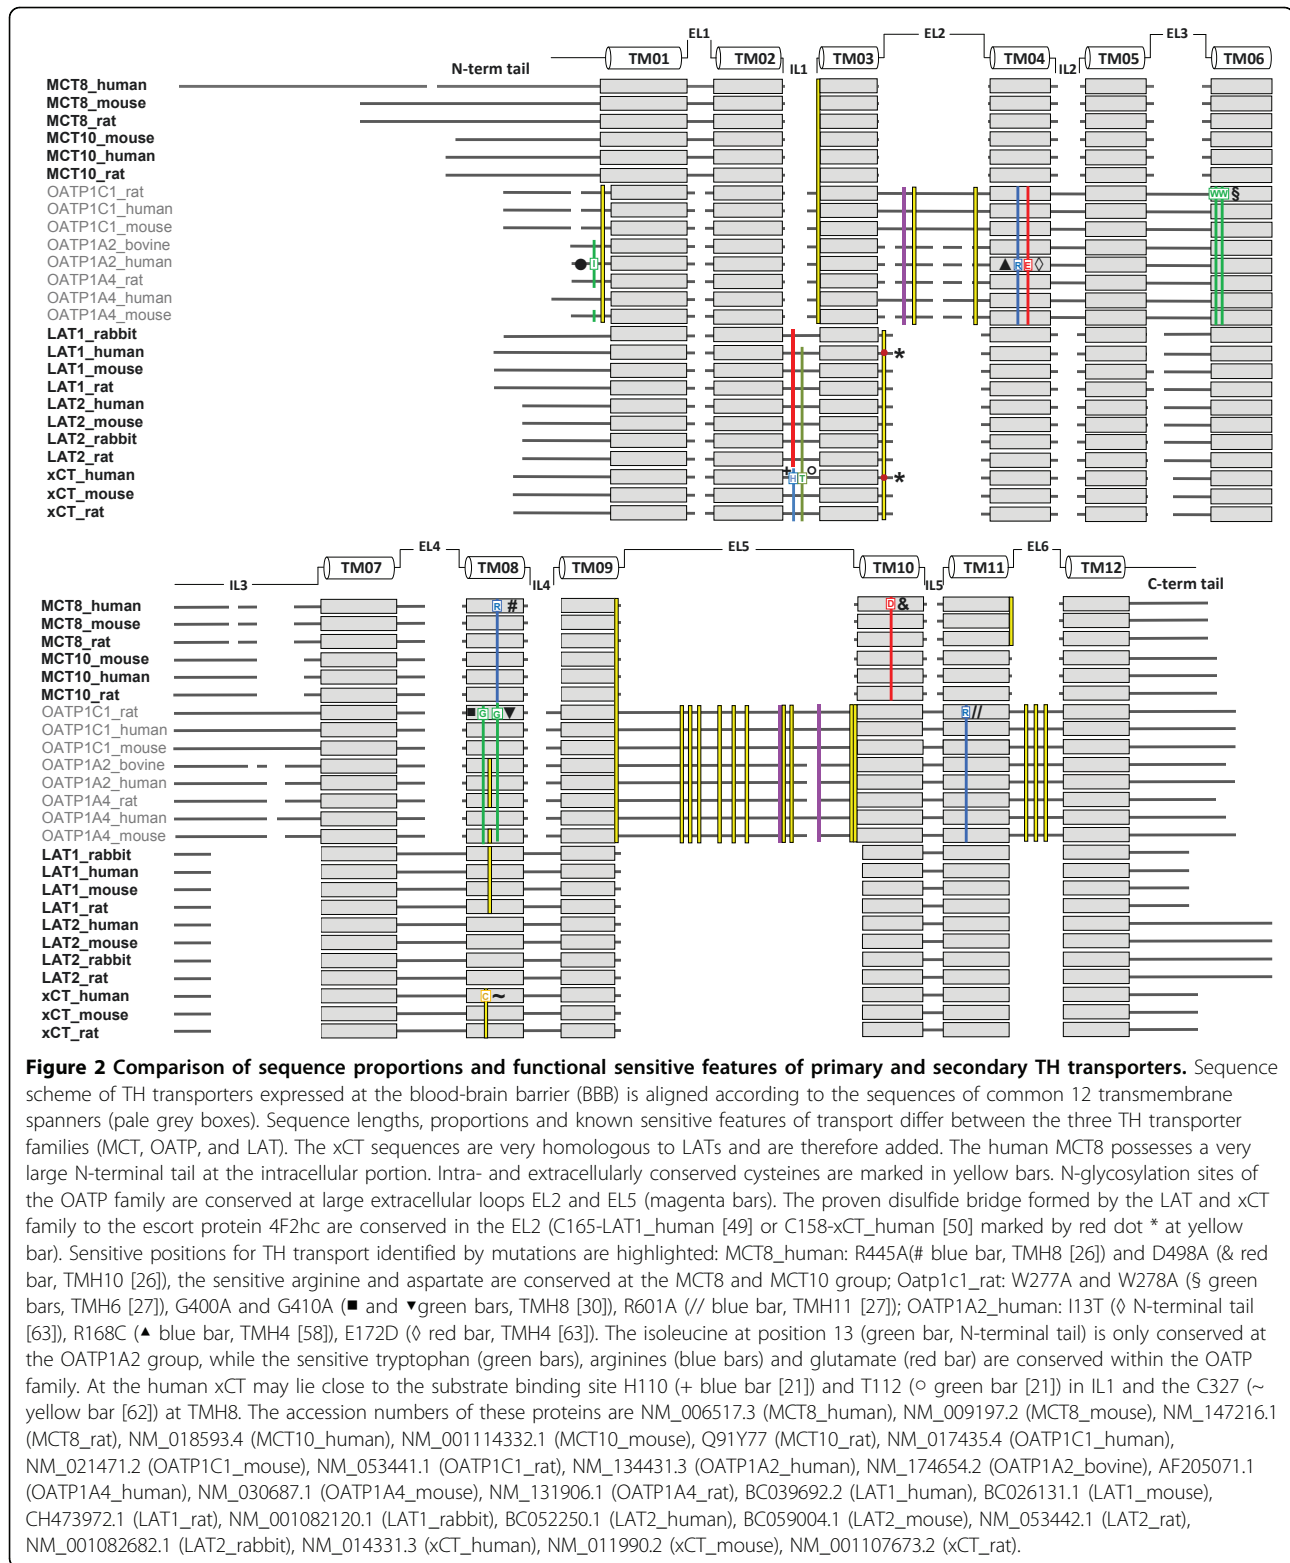 EL1 EL2 EL3
N-term tail TM01 TM02 IL1 TM03 TM04 IL2 TM05 TM06
MCT8_human
MCT8_mouse
MCT8_rat
MCT10_mouse
MCT10_human
MCT10_rat
OATP1C1_rat WW §
OATP1C1_human
OATP1C1_mouse
OATP1A2_bovine
OATP1A2_human ● I ▲ R E ◊
OATP1A4_rat
OATP1A4_human
OATP1A4_mouse
LAT1_rabbit
LAT1_human *
LAT1_mouse
LAT1_rat
LAT2_human
LAT2_mouse
LAT2_rabbit
LAT2_rat
xCT_human + H T ○ *
xCT_mouse
xCT_rat
EL4 EL5 EL6
IL3 TM07 TM08 IL4 TM09 TM10 IL5 TM11 TM12 C-term tail
MCT8_human R # D &
MCT8_mouse
MCT8_rat
MCT10_mouse
MCT10_human
MCT10_rat
OATP1C1_rat ■ G G ▼ R //
OATP1C1_human
OATP1C1_mouse
OATP1A2_bovine
OATP1A2_human
OATP1A4_rat
OATP1A4_human
OATP1A4_mouse
LAT1_rabbit
LAT1_human
LAT1_mouse
LAT1_rat
LAT2_human
LAT2_mouse
LAT2_rabbit
LAT2_rat
xCT_human C ~
xCT_mouse
xCT_rat
Figure 2 Comparison of sequence proportions and functional sensitive features of primary and secondary TH transporters. Sequence
scheme of TH transporters expressed at the blood-brain barrier (BBB) is aligned according to the sequences of common 12 transmembrane
spanners (pale grey boxes). Sequence lengths, proportions and known sensitive features of transport differ between the three TH transporter
families (MCT, OATP, and LAT). The xCT sequences are very homologous to LATs and are therefore added. The human MCT8 possesses a very
large N-terminal tail at the intracellular portion. Intra- and extracellularly conserved cysteines are marked in yellow bars. N-glycosylation sites of
the OATP family are conserved at large extracellular loops EL2 and EL5 (magenta bars). The proven disulfide bridge formed by the LAT and xCT
family to the escort protein 4F2hc are conserved in the EL2 (C165-LAT1_human [49] or C158-xCT_human [50] marked by red dot * at yellow
bar). Sensitive positions for TH transport identified by mutations are highlighted: MCT8_human: R445A(# blue bar, TMH8 [26]) and D498A (& red
bar, TMH10 [26]), the sensitive arginine and aspartate are conserved at the MCT8 and MCT10 group; Oatp1c1_rat: W277A and W278A (§ green
bars, TMH6 [27]), G400A and G410A (■ and ▼green bars, TMH8 [30]), R601A (// blue bar, TMH11 [27]); OATP1A2_human: I13T (◊ N-terminal tail
[63]), R168C (▲ blue bar, TMH4 [58]), E172D (◊ red bar, TMH4 [63]). The isoleucine at position 13 (green bar, N-terminal tail) is only conserved at
the OATP1A2 group, while the sensitive tryptophan (green bars), arginines (blue bars) and glutamate (red bar) are conserved within the OATP
family. At the human xCT may lie close to the substrate binding site H110 (+ blue bar [21]) and T112 (○ green bar [21]) in IL1 and the C327 (~
yellow bar [62]) at TMH8. The accession numbers of these proteins are NM_006517.3 (MCT8_human), NM_009197.2 (MCT8_mouse), NM_147216.1
(MCT8_rat), NM_018593.4 (MCT10_human), NM_001114332.1 (MCT10_mouse), Q91Y77 (MCT10_rat), NM_017435.4 (OATP1C1_human),
NM_021471.2 (OATP1C1_mouse), NM_053441.1 (OATP1C1_rat), NM_134431.3 (OATP1A2_human), NM_174654.2 (OATP1A2_bovine), AF205071.1
(OATP1A4_human), NM_030687.1 (OATP1A4_mouse), NM_131906.1 (OATP1A4_rat), BC039692.2 (LAT1_human), BC026131.1 (LAT1_mouse),
CH473972.1 (LAT1_rat), NM_001082120.1 (LAT1_rabbit), BC052250.1 (LAT2_human), BC059004.1 (LAT2_mouse), NM_053442.1 (LAT2_rat),
NM_001082682.1 (LAT2_rabbit), NM_014331.3 (xCT_human), NM_011990.2 (xCT_mouse), NM_001107673.2 (xCT_rat).